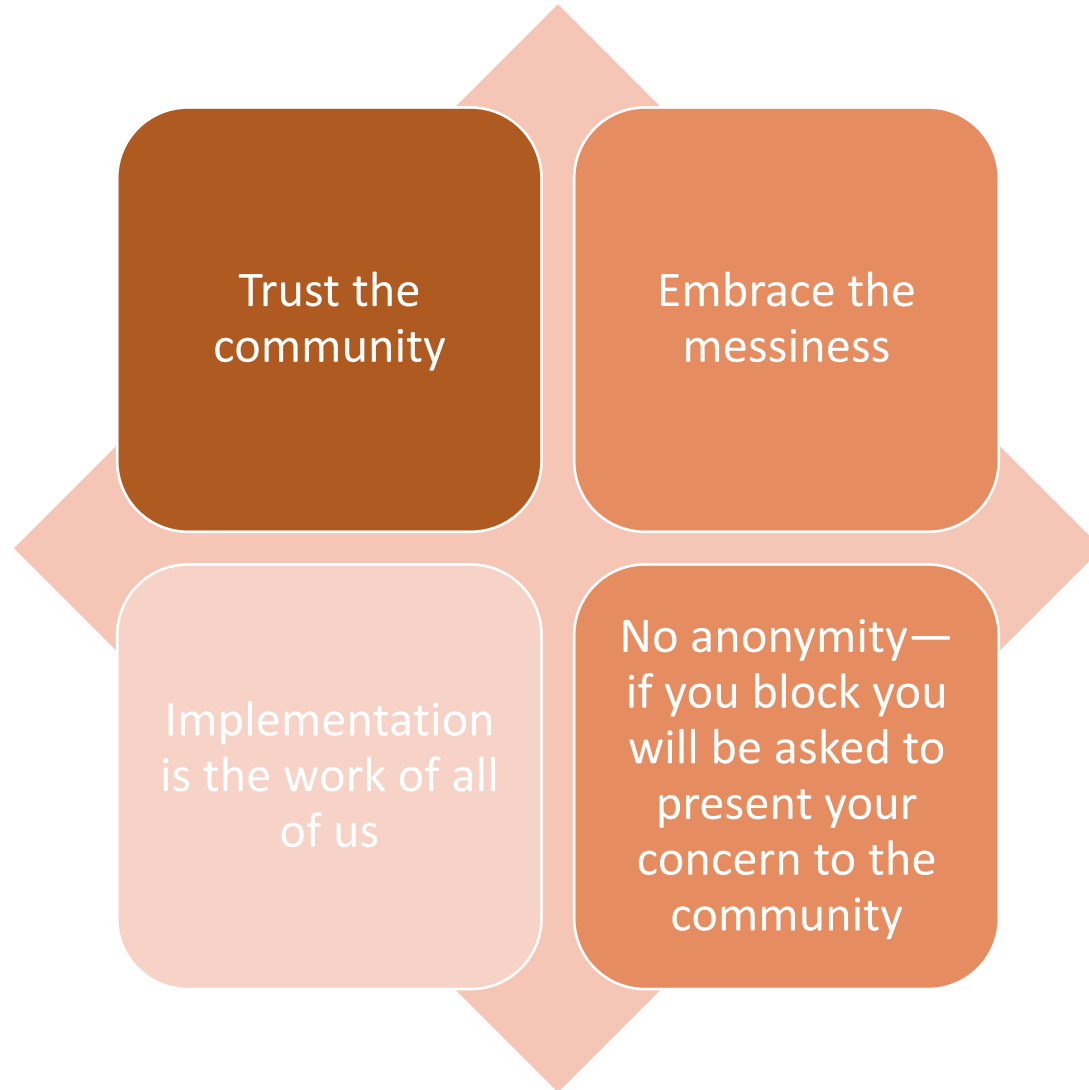 Trust the
community
Embrace the
messiness
Implementation
is the work of all
of us
No anonymity—
if you block you
will be asked to
present your
concern to the
community